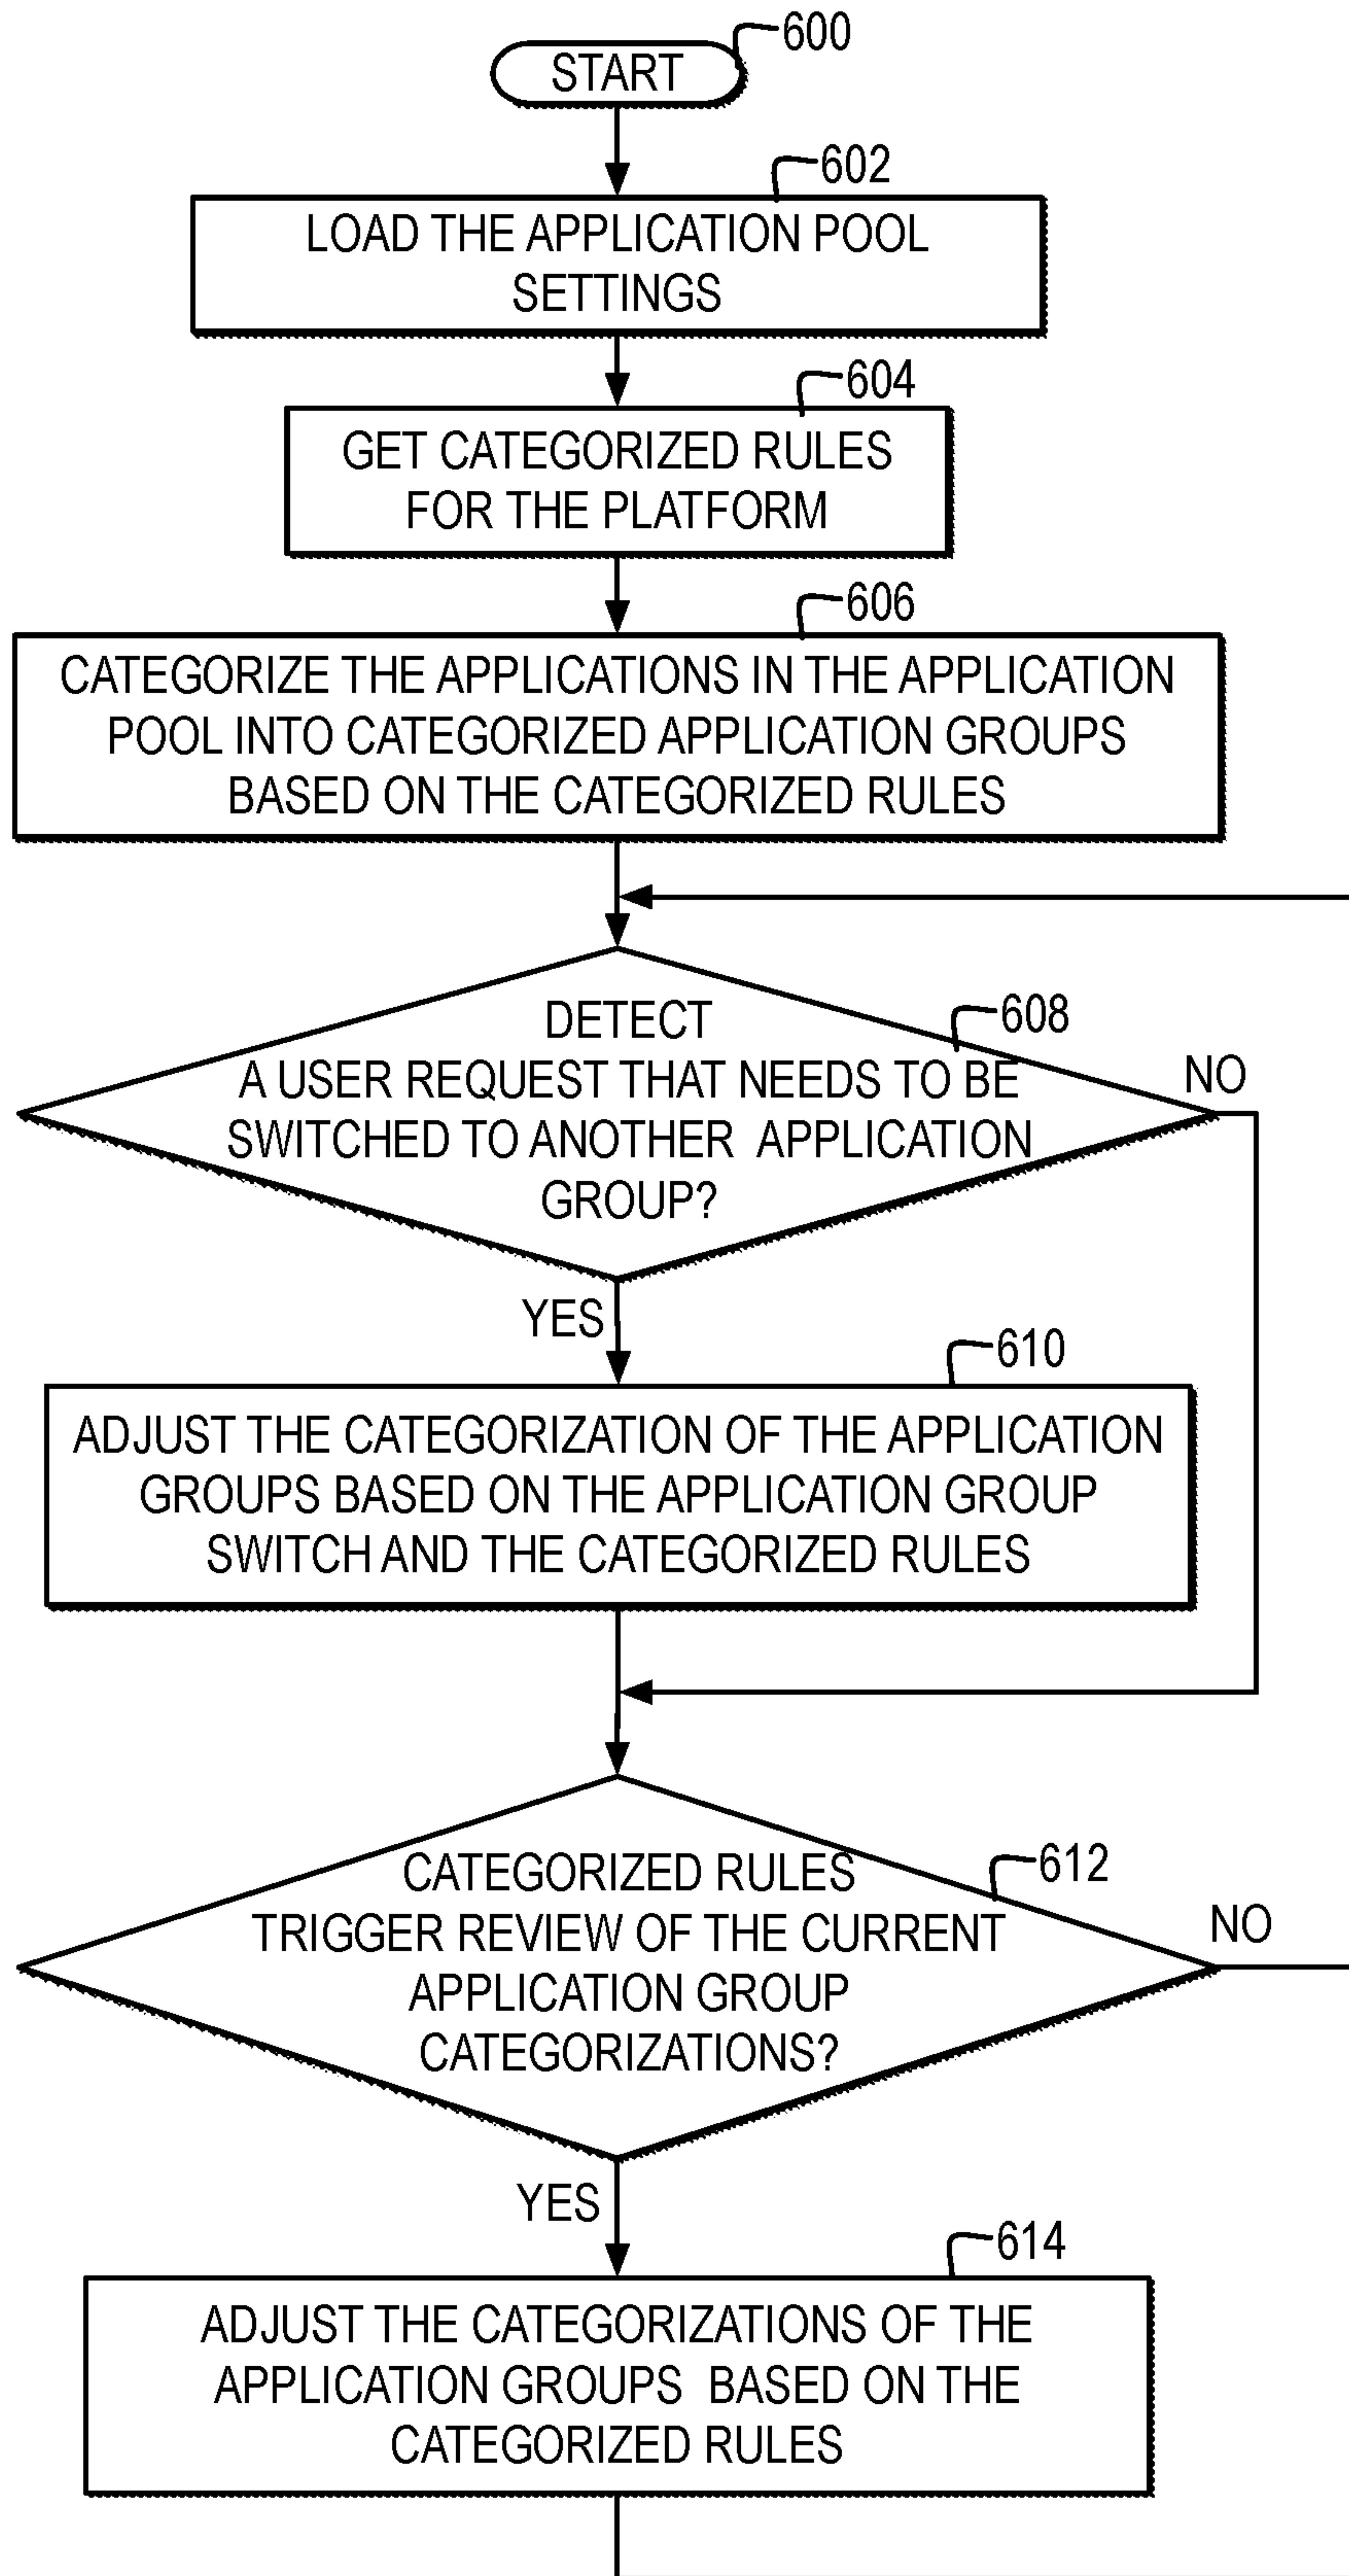 600
START
602
LOAD THE APPLICATION POOL
SETTINGS
604
GET CATEGORIZED RULES
FOR THE PLATFORM
606
CATEGORIZE THE APPLICATIONS IN THE APPLICATION
POOL INTO CATEGORIZED APPLICATION GROUPS
BASED ON THE CATEGORIZED RULES
608
DETECT
A USER REQUEST THAT NEEDS TO BE
SWITCHED TO ANOTHER APPLICATION
GROUP?
NO
YES
610
ADJUST THE CATEGORIZATION OF THE APPLICATION
GROUPS BASED ON THE APPLICATION GROUP
SWITCH AND THE CATEGORIZED RULES
612
CATEGORIZED RULES
TRIGGER REVIEW OF THE CURRENT
APPLICATION GROUP
CATEGORIZATIONS?
NO
YES
614
ADJUST THE CATEGORIZATIONS OF THE
APPLICATION GROUPS BASED ON THE
CATEGORIZED RULES